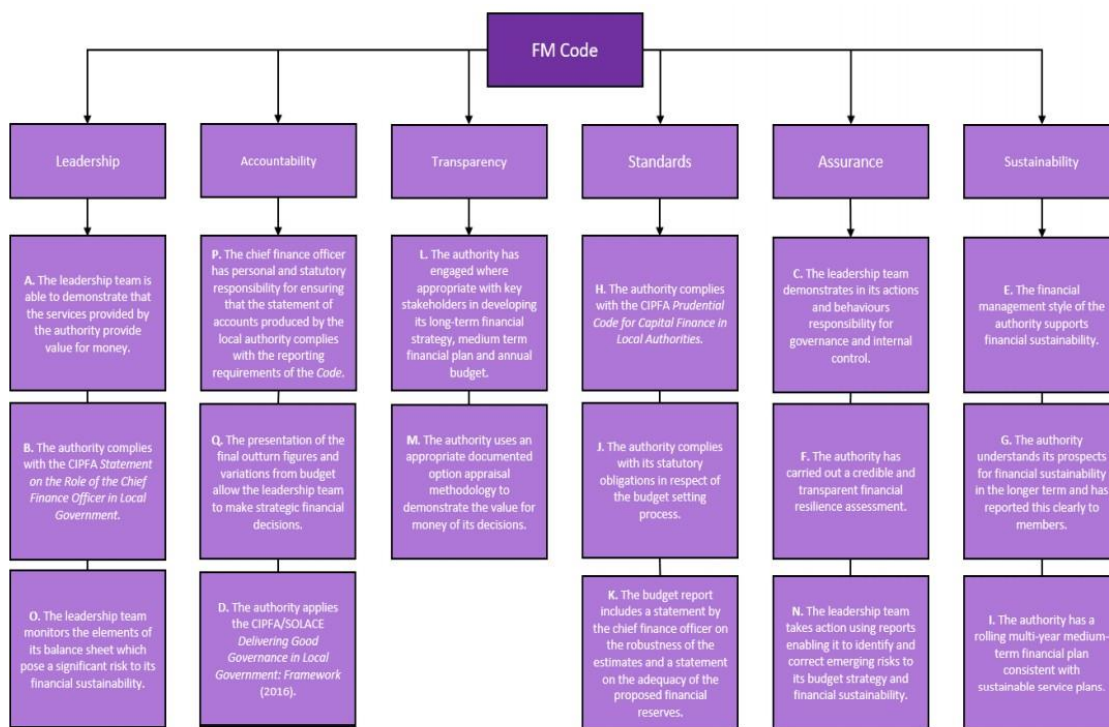 FM Code
Leadership
Accountability
Transparency
Standards
Assurance
Sustainability
A. The leadership team is
able to demonstrate that
the services provided by
the authority provide
value for money.
P. The chief finance officer
has personal and statutory
responsibility for ensuring
that the statement of
accounts produced by the
local authority complies
with the reporting
requirements of the Code.
L. The authority has
engaged where
appropriate with key
stakeholders in developing
its long-term financial
strategy, medium term
financial plan and annual
budget.
H. The authority complies
with the CIPFA Prudential
Code for Capital Finance in
Local Authorities.
C. The leadership team
demonstrates in its actions
and behaviours
responsibility for
governance and internal
control.
E. The financial
management style of the
authority supports
financial sustainability.
B. The authority complies
with the CIPFA Statement
on the Role of the Chief
Finance Officer in Local
Government.
Q. The presentation of the
final outturn figures and
variations from budget
allow the leadership team
to make strategic financial
decisions.
M. The authority uses an
appropriate documented
option appraisal
methodology to
demonstrate the value for
money of its decisions.
J. The authority complies
with its statutory
obligations in respect of
the budget setting
process.
F. The authority has
carried out a credible and
transparent financial
resilience assessment.
G. The authority
understands its prospects
for financial sustainability
in the longer term and has
reported this clearly to
members.
O. The leadership team
monitors the elements of
its balance sheet which
pose a significant risk to its
financial sustainability.
D. The authority applies
the CIPFA/SOLACE
Delivering Good
Governance in Local
Government: Framework
(2016).
K. The budget report
includes a statement by
the chief finance officer on
the robustness of the
estimates and a statement
on the adequacy of the
proposed financial
reserves.
N. The leadership team
takes action using reports
enabling it to identify and
correct emerging risks to
its budget strategy and
financial sustainability.
I. The authority has a
rolling multi-year medium-
term financial plan
consistent with
sustainable service plans.